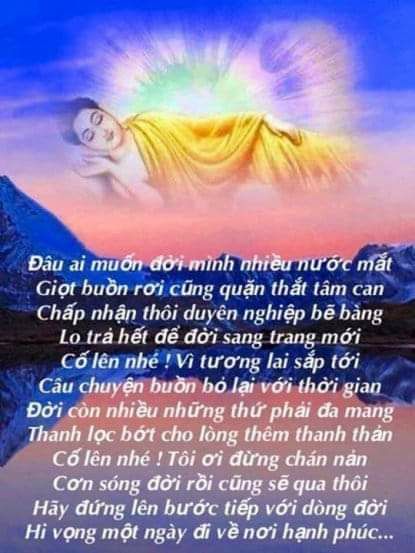 Đâu ai muốn đời mình nhiều nước mắt
Giọt buồn rơi cũng quặn thắt tâm can
Chấp nhận thôi duyên nghiệp bẽ bàng
Lo trả hết để đời sang trang mới
Cố lên nhé ! Vì tương lai sắp tới
Câu chuyện buồn bỏ lại với thời gian
Đời còn nhiều những thứ phải đa mang
Thanh lọc bớt cho lòng thêm thanh thản
Cố lên nhé ! Tôi ơi đừng chán nản
Cơn sóng đời rồi cũng sẽ qua thôi
Hãy đứng lên bước tiếp với dòng đời
Hi vọng một ngày đi về nơi hạnh phúc...